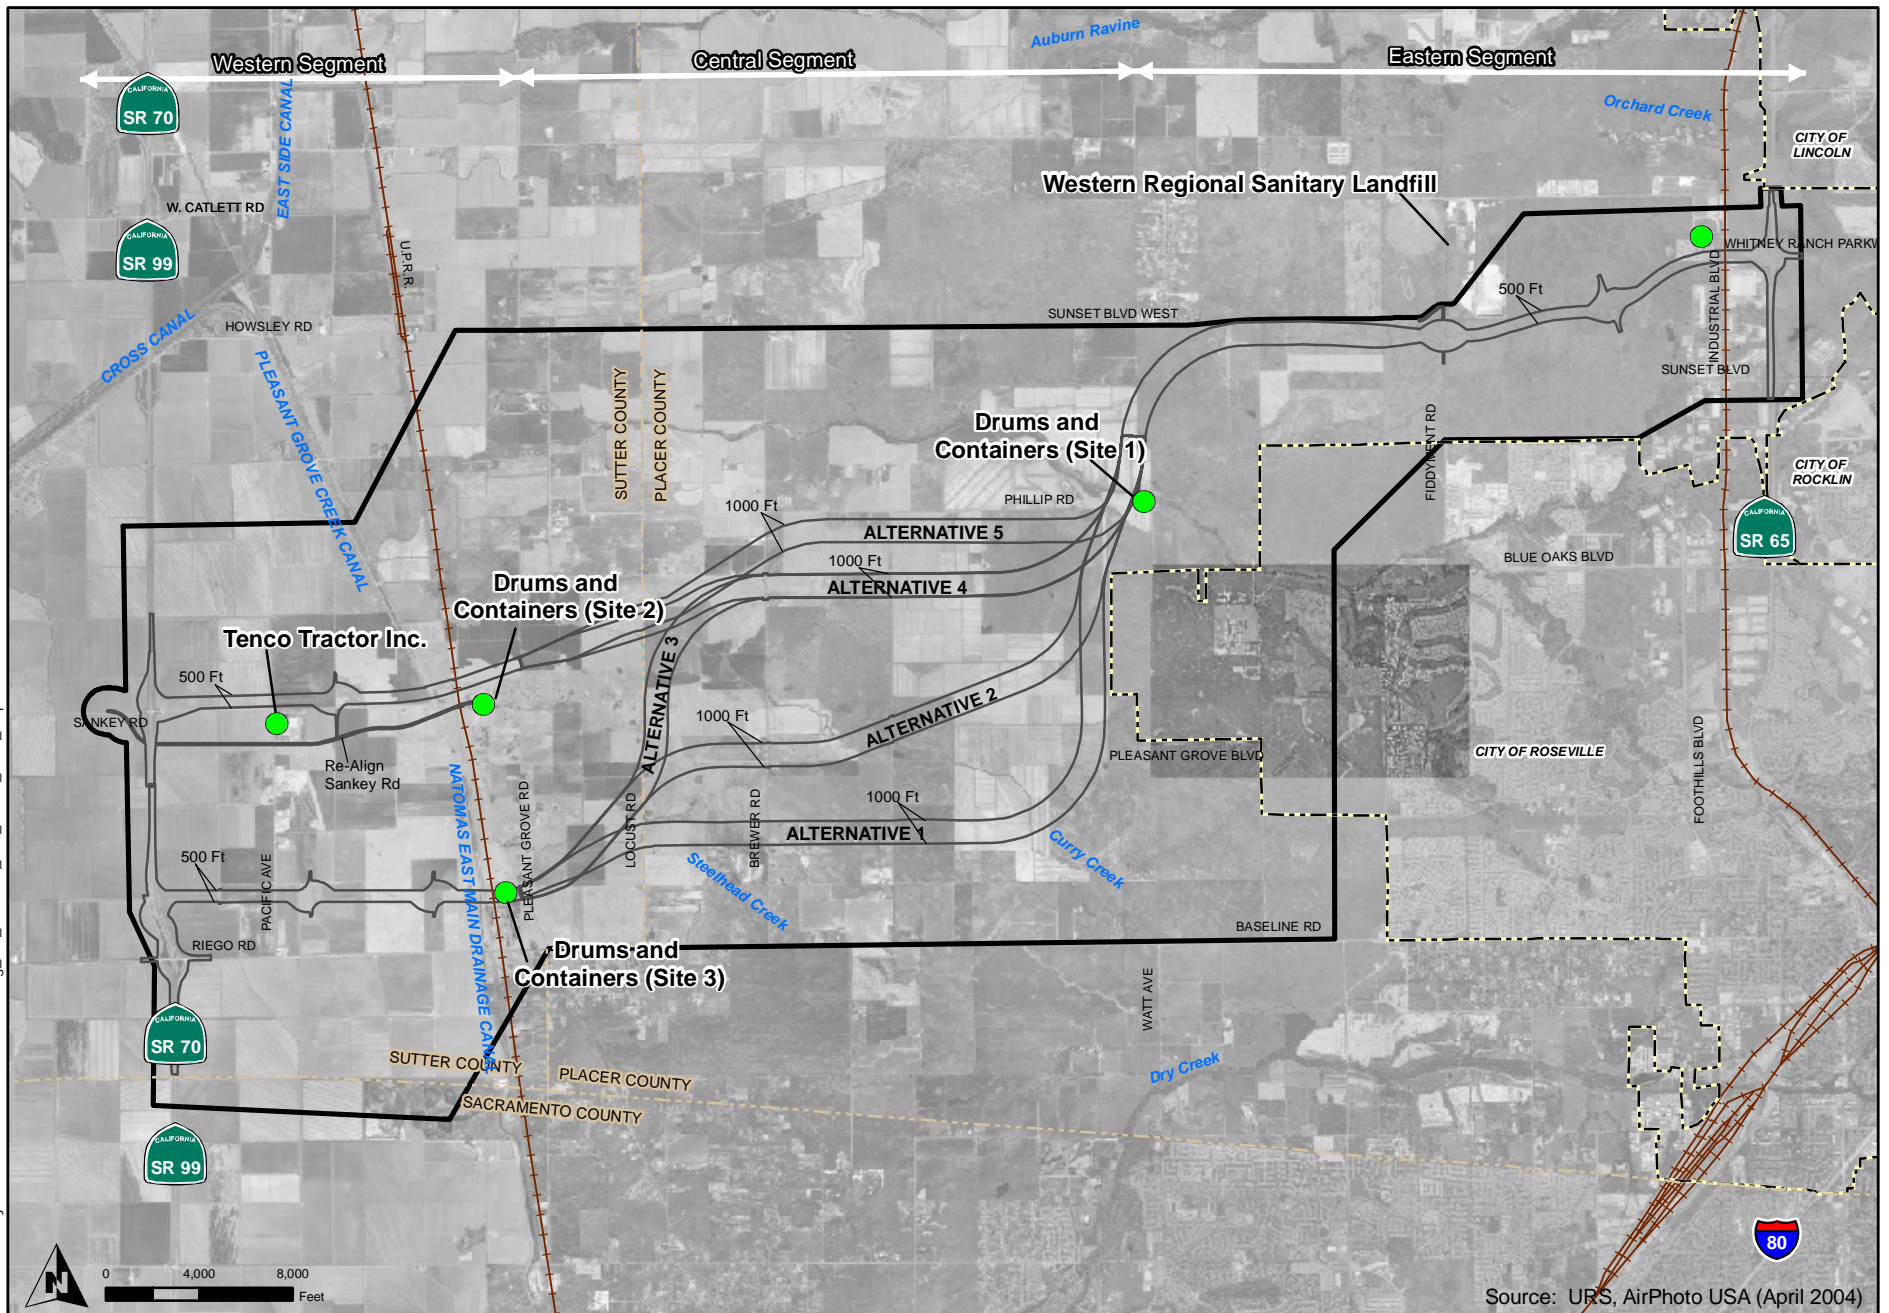 Western Segment
Central Segment
Eastern Segment
Auburn Ravine
Orchard Creek
CALIFORNIA
SR 70
EAST SIDE CANAL
CITY OF
LINCOLN
Western Regional Sanitary Landfill
W. CATLETT RD
CALIFORNIA
SR 99
U.P.R.R.
WHITNEY RANCH PARKW
500 Ft
INDUSTRIAL BLVD
SUNSET BLVD WEST
HOWSLEY RD
CROSS CANAL
PLEASANT GROVE CREEK CANAL
SUNSET BLVD
SUTTER COUNTY
PLACER COUNTY
Drums and
Containers (Site 1)
FIDDYMENT RD
CITY OF
ROCKLIN
PHILLIP RD
1000 Ft
ALTERNATIVE 5
CALIFORNIA
SR 65
1000 Ft
ALTERNATIVE 4
BLUE OAKS BLVD
Drums and
Containers (Site 2)
Tenco Tractor Inc.
ALTERNATIVE 3
500 Ft
SANKEY RD
1000 Ft
ALTERNATIVE 2
PLEASANT GROVE BLVD
CITY OF ROSEVILLE
FOOTHILLS BLVD
Re-Align
Sankey Rd
NATOMAS EAST MAIN DRAINAGE CANAL
PLEASANT GROVE RD
LOCUST RD
BREWER RD
1000 Ft
ALTERNATIVE 1
500 Ft
PACIFIC AVE
Steelhead Creek
Curry Creek
BASELINE RD
RIEGO RD
Drums and
Containers (Site 3)
WATT AVE
CALIFORNIA
SR 70
SUTTER COUNTY
PLACER COUNTY
SACRAMENTO COUNTY
Dry Creek
CALIFORNIA
SR 99
80
N
0 4,000 8,000
Feet
Source: URS, AirPhoto USA (April 2004)